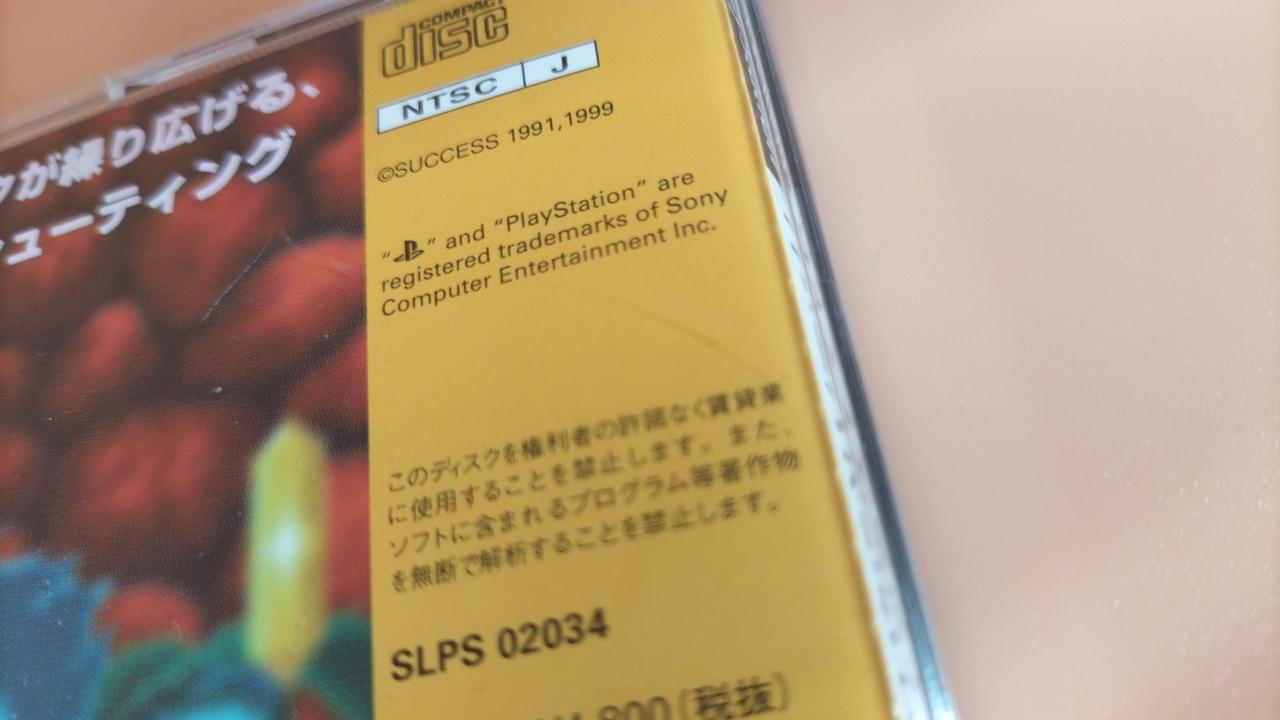 が繰り広げる、
ューティング
COMPACT
disc
NTSC J
©SUCCESS 1991,1999
“ ” and “PlayStation” are
registered trademarks of Sony
Computer Entertainment Inc.
このディスクを権利者の許諾なく賃貸業
に使用することを禁止します。また、
ソフトに含まれるプログラム等著作物
を無断で解析することを禁止します。
SLPS 02034
800(税抜)